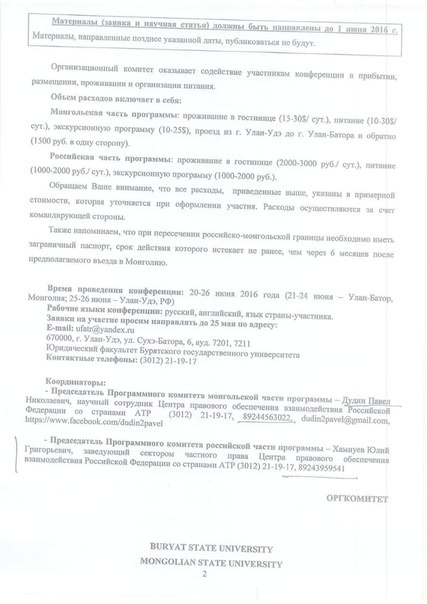 Материалы (заявка и научная статья) должны быть направлены до 1 июня 2016 г.
Материалы, направленные позднее указанной даты, публиковаться не будут.
Организационный комитет оказывает содействие участникам конференции в прибытии,
размещении, проживании и организации питания.
Объем расходов включает в себя:
Монгольская часть программы: проживание в гостинице (15-30$/ сут.), питание (10-30$/
сут.), экскурсионную программу (10-25$), проезд из г. Улан-Удэ до г. Улан-Батора и обратно
(1500 руб. в одну сторону).
Российская часть программы: проживание в гостинице (2000-3000 руб./ сут.), питание
(1000-2000 руб./ сут.), экскурсионную программу (1000-2000 руб.).
Обращаем Ваше внимание, что все расходы, приведенные выше, указаны в примерной
стоимости, которая уточняется при оформлении участия. Расходы осуществляются за счет
командирующей стороны.
Также напоминаем, что при пересечении российско-монгольской границы необходимо иметь
заграничный паспорт, срок действия которого истекает не ранее, чем через 6 месяцев после
предполагаемого въезда в Монголию.
Время проведения конференции: 20-26 июня 2016 года (21-24 июня – Улан-Батор,
Монголия; 25-26 июня – Улан-Удэ, РФ)
Рабочие языки конференции: русский, английский, язык страны-участника.
Заявки на участие просим направлять до 25 мая по адресу:
E-mail: ufatr@yandex.ru
670000, г. Улан-Удэ, ул. Сухэ-Батора, 6, ауд. 7201, 7211
Юридический факультет Бурятского государственного университета
Контактные телефоны: (3012) 21-19-17
Координаторы:
- Председатель Программного комитета монгольской части программы – Дудин Павел
Николаевич, научный сотрудник Центра правового обеспечения взаимодействия Российской
Федерации со странами АТР (3012) 21-19-17, 89244563022, dudin2pavel@gmail.com,
https://www.facebook.com/dudin2pavel
- Председатель Программного комитета российской части программы – Хамнуев Юлий
Григорьевич, заведующий сектором частного права Центра правового обеспечения
взаимодействия Российской Федерации со странами АТР (3012) 21-19-17, 89243959541
ОРГКОМИТЕТ
BURYAT STATE UNIVERSITY
MONGOLIAN STATE UNIVERSITY
2